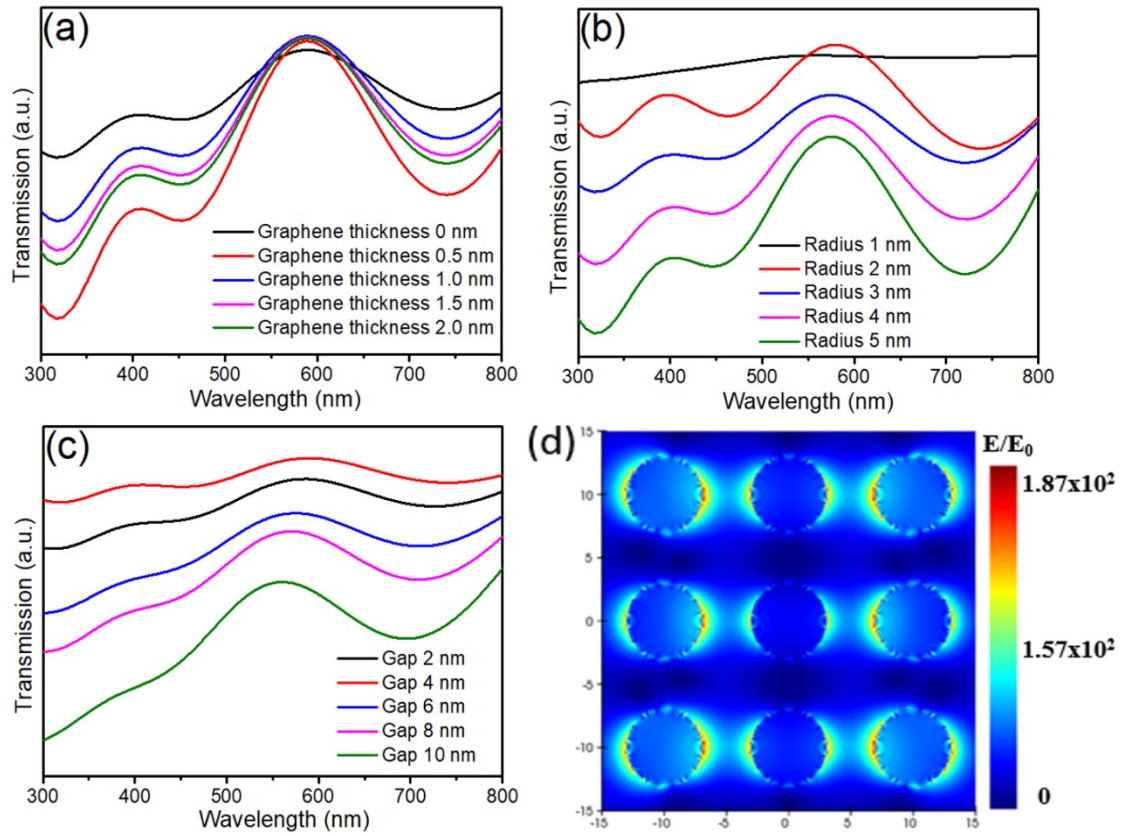 (a)
Transmission (a.u.)
Graphene thickness 0 nm
Graphene thickness 0.5 nm
Graphene thickness 1.0 nm
Graphene thickness 1.5 nm
Graphene thickness 2.0 nm
300 400 500 600 700 800
Wavelength (nm)
(b)
Transmission (a.u.)
Radius 1 nm
Radius 2 nm
Radius 3 nm
Radius 4 nm
Radius 5 nm
300 400 500 600 700 800
Wavelength (nm)
(c)
Transmission (a.u.)
Gap 2 nm
Gap 4 nm
Gap 6 nm
Gap 8 nm
Gap 10 nm
300 400 500 600 700 800
Wavelength (nm)
(d)
15
10
5
0
-5
-10
-15
-15 -10 -5 0 5 10 15
E/E₀
1.87x10²
1.57x10²
0